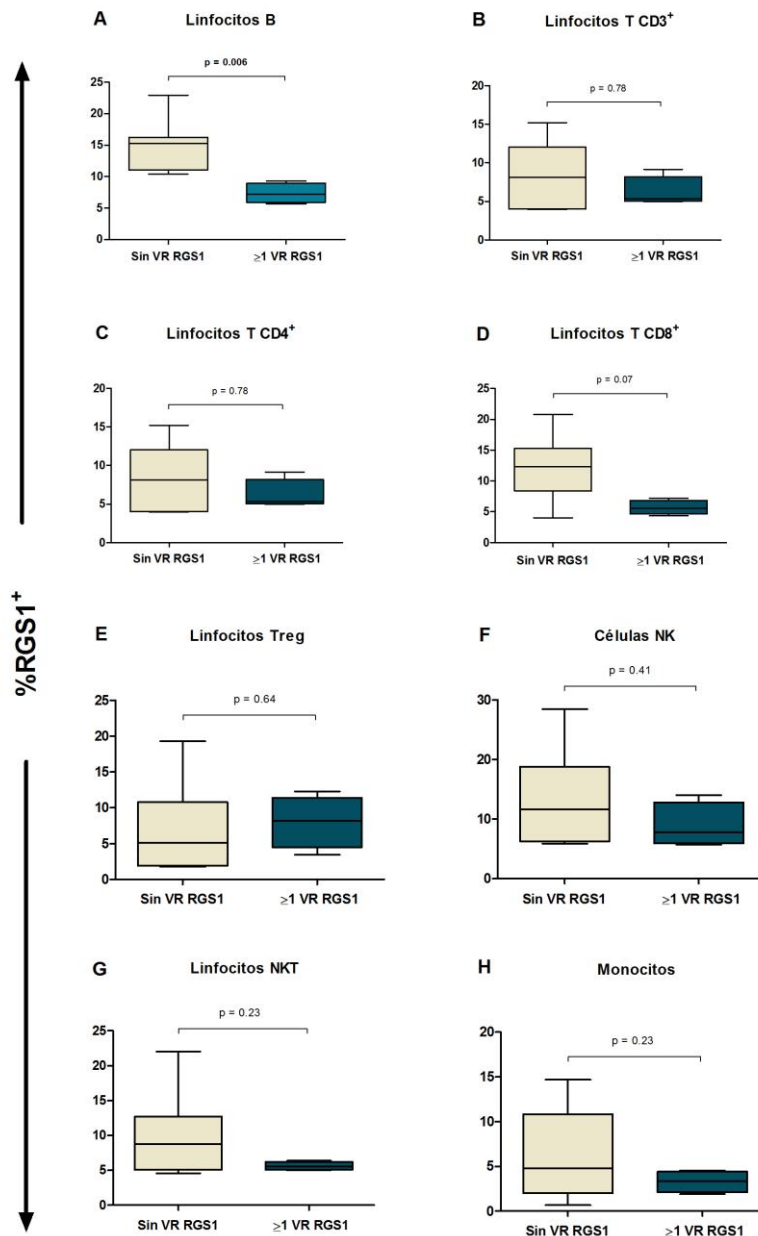 %RGS1+
A
Linfocitos B
p = 0.006
25
20
15
10
5
0
Sin VR RGS1
≥1 VR RGS1
B
Linfocitos T CD3+
p = 0.78
20
15
10
5
0
Sin VR RGS1
≥1 VR RGS1
C
Linfocitos T CD4+
p = 0.78
20
15
10
5
0
Sin VR RGS1
≥1 VR RGS1
D
Linfocitos T CD8+
p = 0.07
25
20
15
10
5
0
Sin VR RGS1
≥1 VR RGS1
E
Linfocitos Treg
p = 0.64
25
20
15
10
5
0
Sin VR RGS1
≥1 VR RGS1
F
Células NK
p = 0.41
30
20
10
0
Sin VR RGS1
≥1 VR RGS1
G
Linfocitos NKT
p = 0.23
25
20
15
10
5
0
Sin VR RGS1
≥1 VR RGS1
H
Monocitos
p = 0.23
20
15
10
5
0
Sin VR RGS1
≥1 VR RGS1